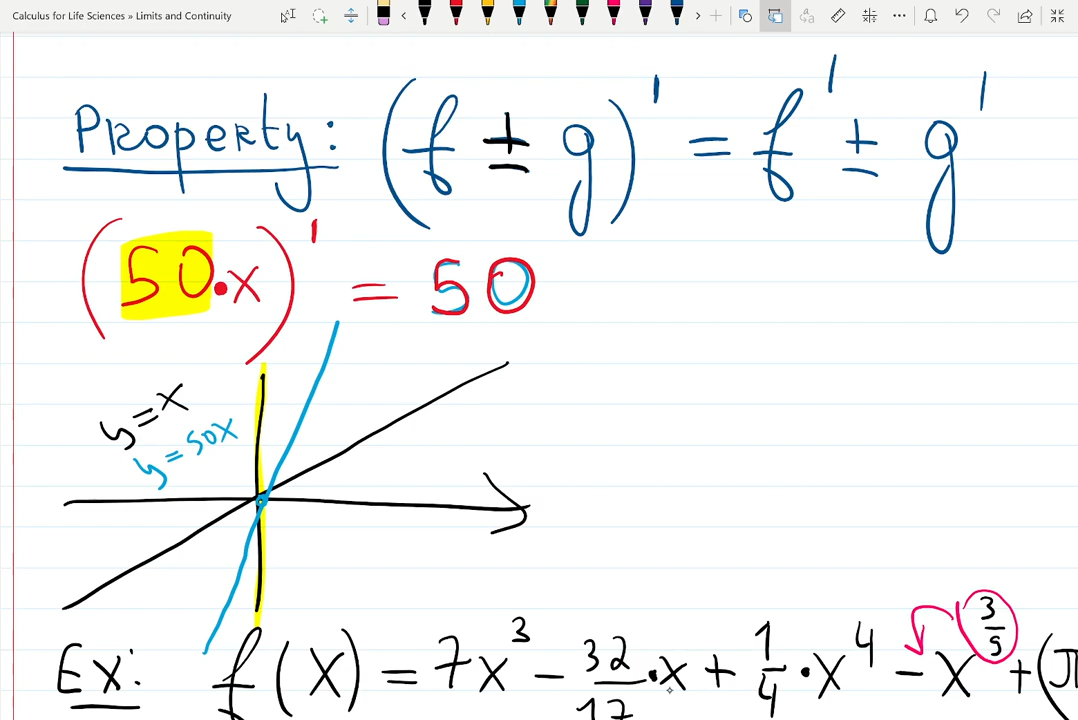 Calculus for Life Sciences » Limits and Continuity
Property: (f ± g)' = f' ± g'
(50·x)' = 50
y=x
y=50x
Ex: f(x) = 7x³ - 32/17·x + 1/4·x⁴ - x^(3/5) + (π